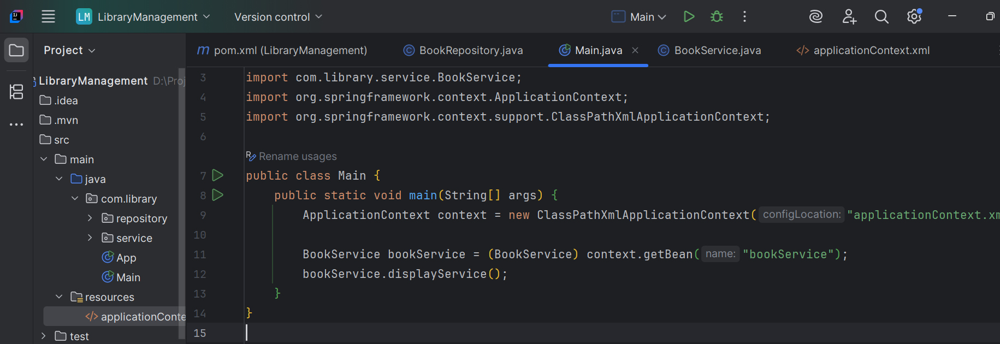 LM LibraryManagement Version control Main
Project
pom.xml (LibraryManagement) BookRepository.java Main.java BookService.java applicationContext.xml
LibraryManagement D:\Proj
.idea
.mvn
src
main
java
com.library
repository
service
App
Main
resources
applicationConte
test
3 import com.library.service.BookService;
4 import org.springframework.context.ApplicationContext;
5 import org.springframework.context.support.ClassPathXmlApplicationContext;
6
Rename usages
7 public class Main {
8 public static void main(String[] args) {
9 ApplicationContext context = new ClassPathXmlApplicationContext( configLocation: "applicationContext.xm
10
11 BookService bookService = (BookService) context.getBean( name: "bookService");
12 bookService.displayService();
13 }
14 }
15